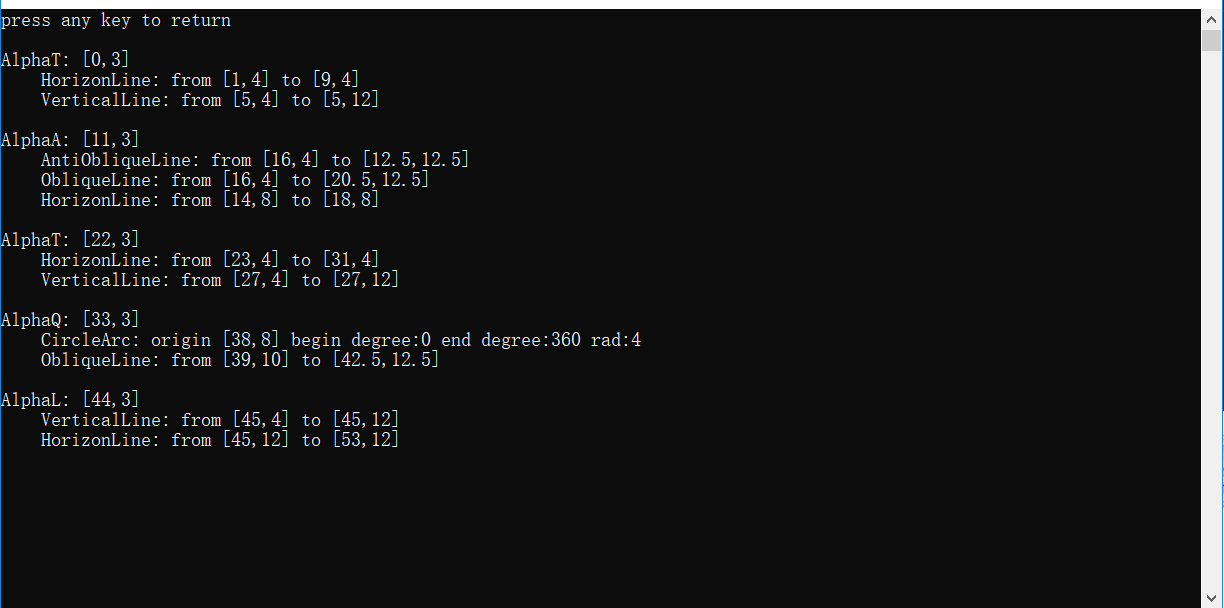 press any key to return
AlphaT: [0,3]
HorizonLine: from [1,4] to [9,4]
VerticalLine: from [5,4] to [5,12]
AlphaA: [11,3]
AntiObliqueLine: from [16,4] to [12.5,12.5]
ObliqueLine: from [16,4] to [20.5,12.5]
HorizonLine: from [14,8] to [18,8]
AlphaT: [22,3]
HorizonLine: from [23,4] to [31,4]
VerticalLine: from [27,4] to [27,12]
AlphaQ: [33,3]
CircleArc: origin [38,8] begin degree:0 end degree:360 rad:4
ObliqueLine: from [39,10] to [42.5,12.5]
AlphaL: [44,3]
VerticalLine: from [45,4] to [45,12]
HorizonLine: from [45,12] to [53,12]